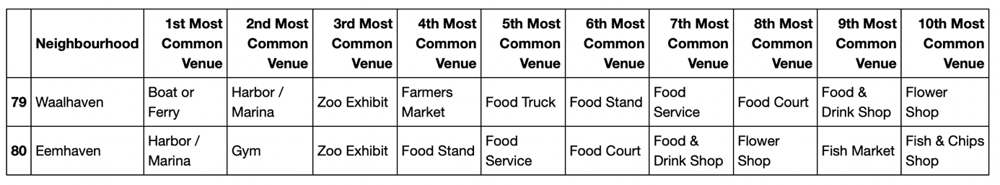 Neighbourhood 1st Most Common Venue 2nd Most Common Venue 3rd Most Common Venue 4th Most Common Venue 5th Most Common Venue 6th Most Common Venue 7th Most Common Venue 8th Most Common Venue 9th Most Common Venue 10th Most Common Venue
79 Waalhaven Boat or Ferry Harbor / Marina Zoo Exhibit Farmers Market Food Truck Food Stand Food Service Food Court Food & Drink Shop Flower Shop
80 Eemhaven Harbor / Marina Gym Zoo Exhibit Food Stand Food Service Food Court Food & Drink Shop Flower Shop Fish Market Fish & Chips Shop